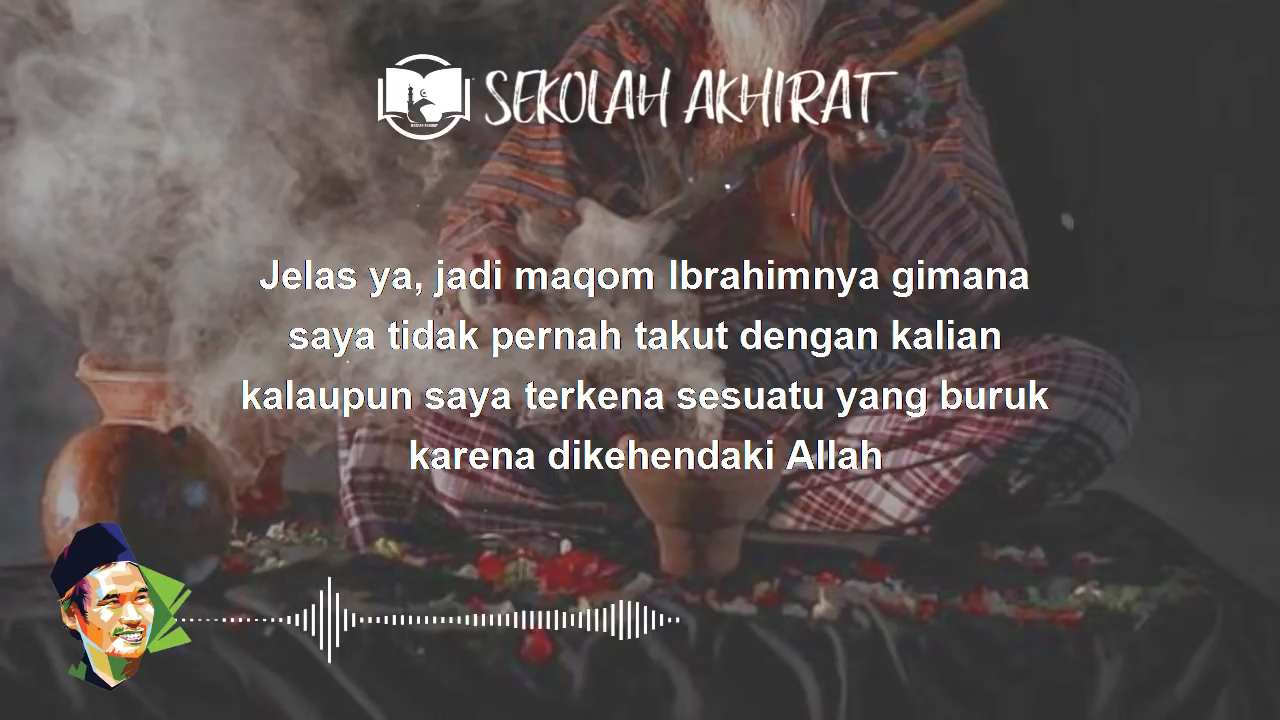 SEKOLAH AKHIRAT
Jelas ya, jadi maqom Ibrahimnya gimana
saya tidak pernah takut dengan kalian
kalaupun saya terkena sesuatu yang buruk
karena dikehendaki Allah